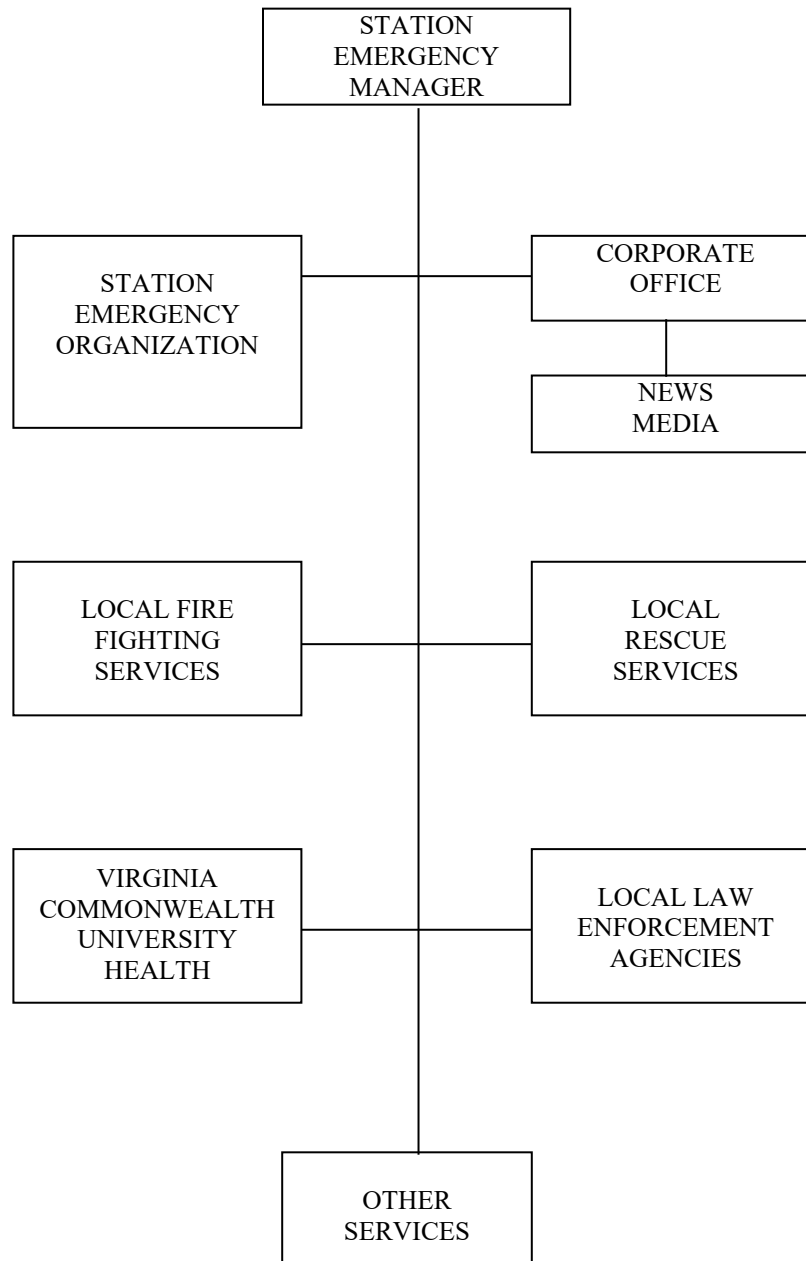 STATION
EMERGENCY
MANAGER
STATION
EMERGENCY
ORGANIZATION
CORPORATE
OFFICE
NEWS
MEDIA
LOCAL FIRE
FIGHTING
SERVICES
LOCAL
RESCUE
SERVICES
VIRGINIA
COMMONWEALTH
UNIVERSITY
HEALTH
LOCAL LAW
ENFORCEMENT
AGENCIES
OTHER
SERVICES